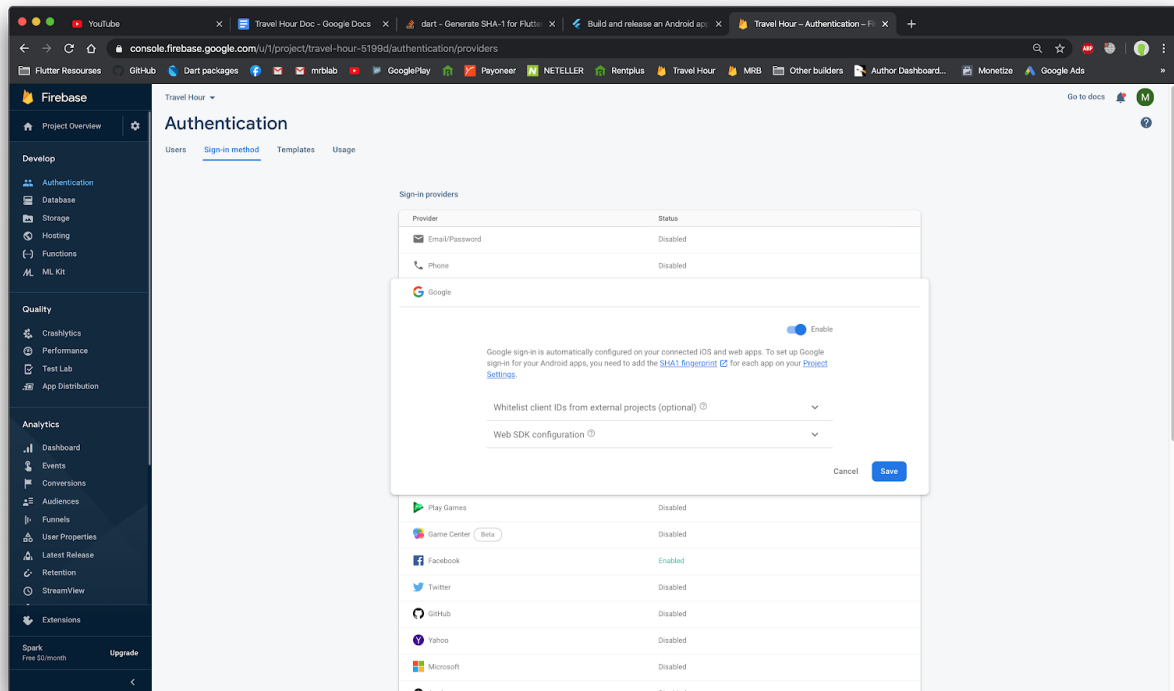 YouTube
Travel Hour Doc - Google Docs
dart - Generate SHA-1 for Flutte
Build and release an Android ap
Travel Hour – Authentication – Fi
console.firebase.google.com/u/1/project/travel-hour-5199d/authentication/providers
Flutter Resourses
GitHub
Dart packages
mrblab
GooglePlay
Payoneer
NETELLER
Rentplus
Travel Hour
MRB
Other builders
Author Dashboard...
Monetize
Google Ads
»
Firebase
Project Overview
Develop
Authentication
Database
Storage
Hosting
Functions
ML Kit
Quality
Crashlytics
Performance
Test Lab
App Distribution
Analytics
Dashboard
Events
Conversions
Audiences
Funnels
User Properties
Latest Release
Retention
StreamView
Extensions
Spark
Free $0/month
Upgrade
Travel Hour
Go to docs
M
Authentication
Users
Sign-in method
Templates
Usage
Sign-in providers
Provider Status
Email/Password Disabled
Phone Disabled
Google
Enable
Google sign-in is automatically configured on your connected iOS and web apps. To set up Google
sign-in for your Android apps, you need to add the SHA1 fingerprint for each app on your Project
Settings.
Whitelist client IDs from external projects (optional)
Web SDK configuration
Cancel
Save
Play Games Disabled
Game Center Beta Disabled
Facebook Enabled
Twitter Disabled
GitHub Disabled
Yahoo Disabled
Microsoft Disabled